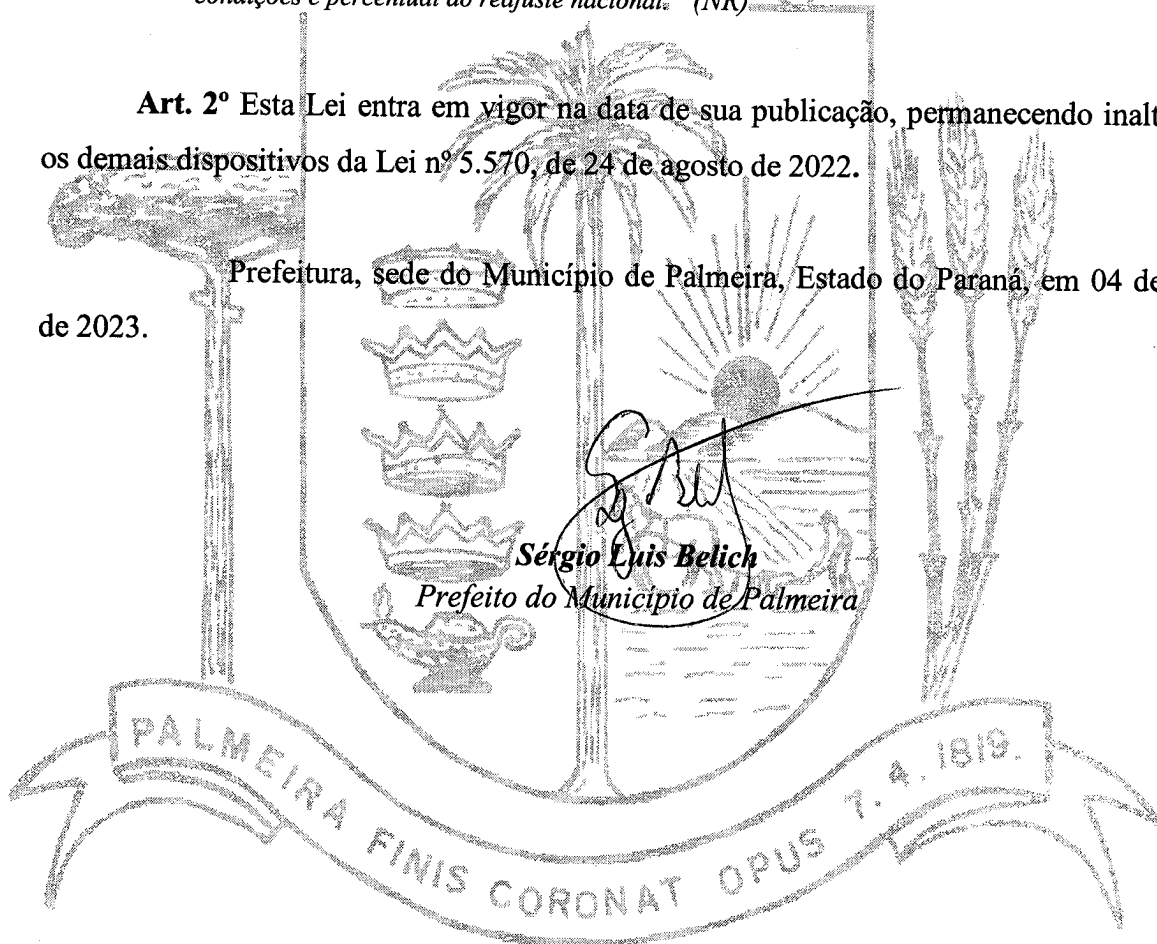 condições e percentual do reajuste nacional." (NR)
Art. 2º Esta Lei entra em vigor na data de sua publicação, permanecendo inalt
os demais dispositivos da Lei nº 5.570, de 24 de agosto de 2022.
Prefeitura, sede do Município de Palmeira, Estado do Paraná, em 04 de
de 2023.
Sérgio Luis Belich
Prefeito do Município de Palmeira
PALMEIRA FINIS CORONAT OPUS 7.4.1819.